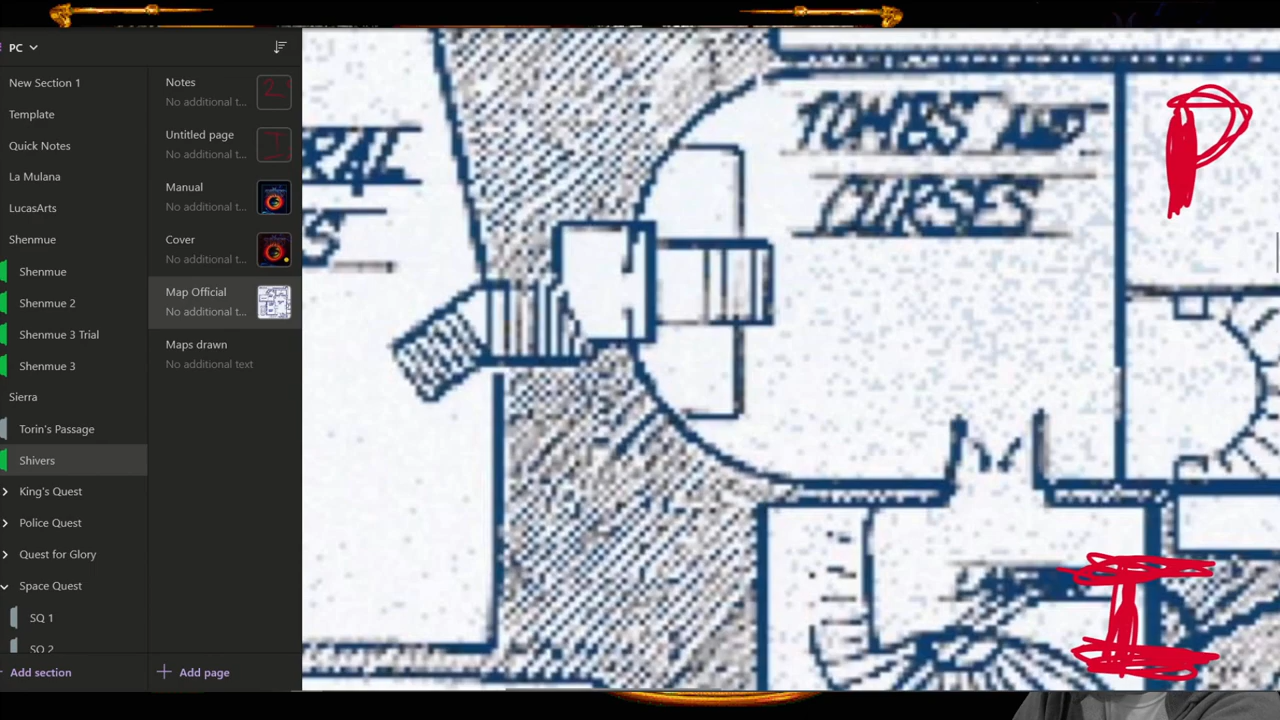 PC
New Section 1
Template
Quick Notes
La Mulana
LucasArts
Shenmue
Shenmue
Shenmue 2
Shenmue 3 Trial
Shenmue 3
Sierra
Torin's Passage
Shivers
King's Quest
Police Quest
Quest for Glory
Space Quest
SQ 1
SQ 2
Add section
Notes
No additional t...
Untitled page
No additional t...
Manual
No additional t...
Cover
No additional t...
Map Official
No additional t...
Maps drawn
No additional text
Add page
RAL
S
TOMBS AND
CURSES
P
I